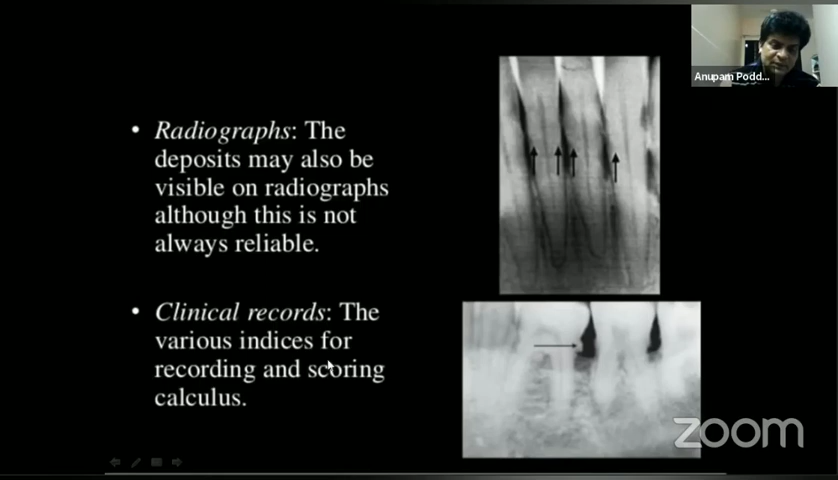 Anupam Podd...
• Radiographs: The
deposits may also be
visible on radiographs
although this is not
always reliable.
• Clinical records: The
various indices for
recording and scoring
calculus.
zoom